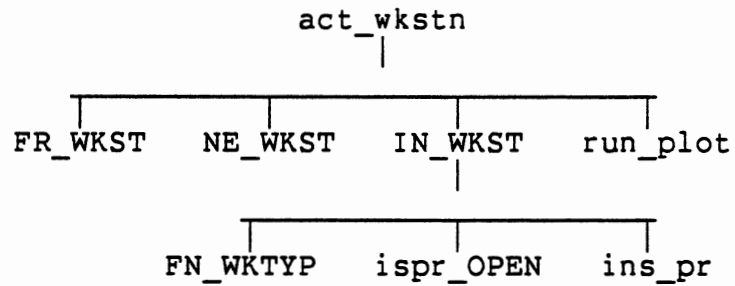 act_wkstn
FR_WKST NE_WKST IN_WKST run_plot
FN_WKTYP ispr_OPEN ins_pr